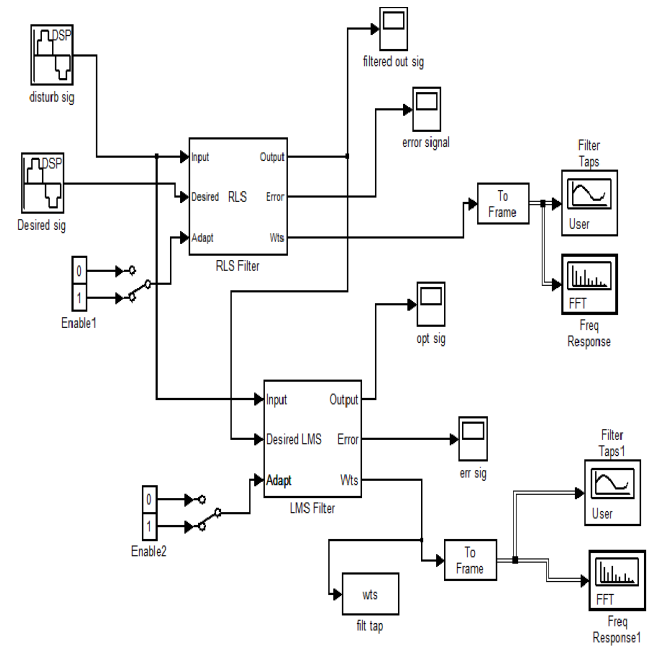 DSP
disturb sig
filtered out sig
error signal
DSP
Desired sig
Input
Output
Desired
RLS
Error
Adapt
Wts
RLS Filter
To
Frame
Filter
Taps
User
FFT
Freq
Response
0
1
Enable1
opt sig
Input
Output
Desired LMS
Error
Adapt
Wts
LMS Filter
err sig
0
1
Enable2
To
Frame
Filter
Taps1
User
FFT
Freq
Response1
wts
filt tap